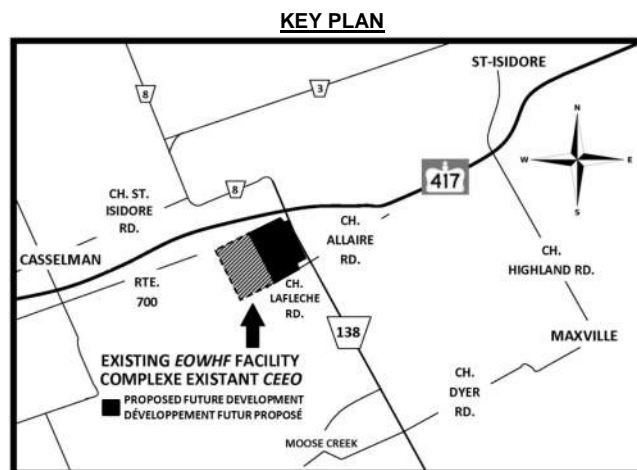 KEY PLAN
ST-ISIDORE
8
3
N
W
E
S
417
8
CH. ST.
ISIDORE
RD.
CH.
ALLAIRE
RD.
CASSELMAN
CH.
HIGHLAND RD.
RTE.
700
CH.
LAFLECHE
RD.
138
MAXVILLE
EXISTING EOWHF FACILITY
COMPLEXE EXISTANT CEEO
PROPOSED FUTURE DEVELOPMENT
DÉVELOPPEMENT FUTUR PROPOSÉ
CH.
DYER
RD.
MOOSE CREEK